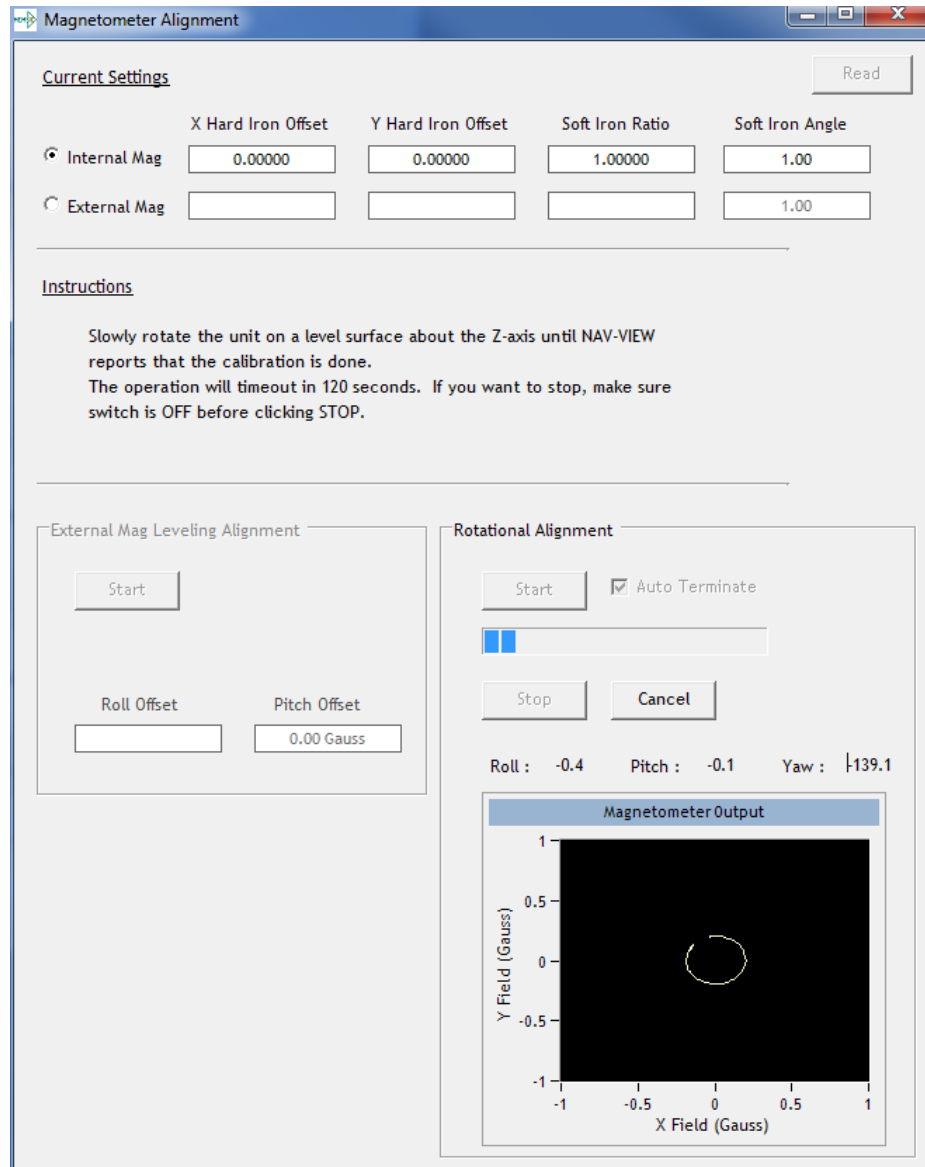 Magnetometer Alignment
Current Settings
Read
X Hard Iron Offset Y Hard Iron Offset Soft Iron Ratio Soft Iron Angle
Internal Mag 0.00000 0.00000 1.00000 1.00
External Mag 1.00
Instructions
Slowly rotate the unit on a level surface about the Z-axis until NAV-VIEW
reports that the calibration is done.
The operation will timeout in 120 seconds. If you want to stop, make sure
switch is OFF before clicking STOP.
External Mag Leveling Alignment
Start
Roll Offset Pitch Offset
0.00 Gauss
Rotational Alignment
Start Auto Terminate
Stop Cancel
Roll : -0.4 Pitch : -0.1 Yaw : -139.1
Magnetometer Output
1
0.5
0
-0.5
-1
Y Field (Gauss)
-1 -0.5 0 0.5 1
X Field (Gauss)